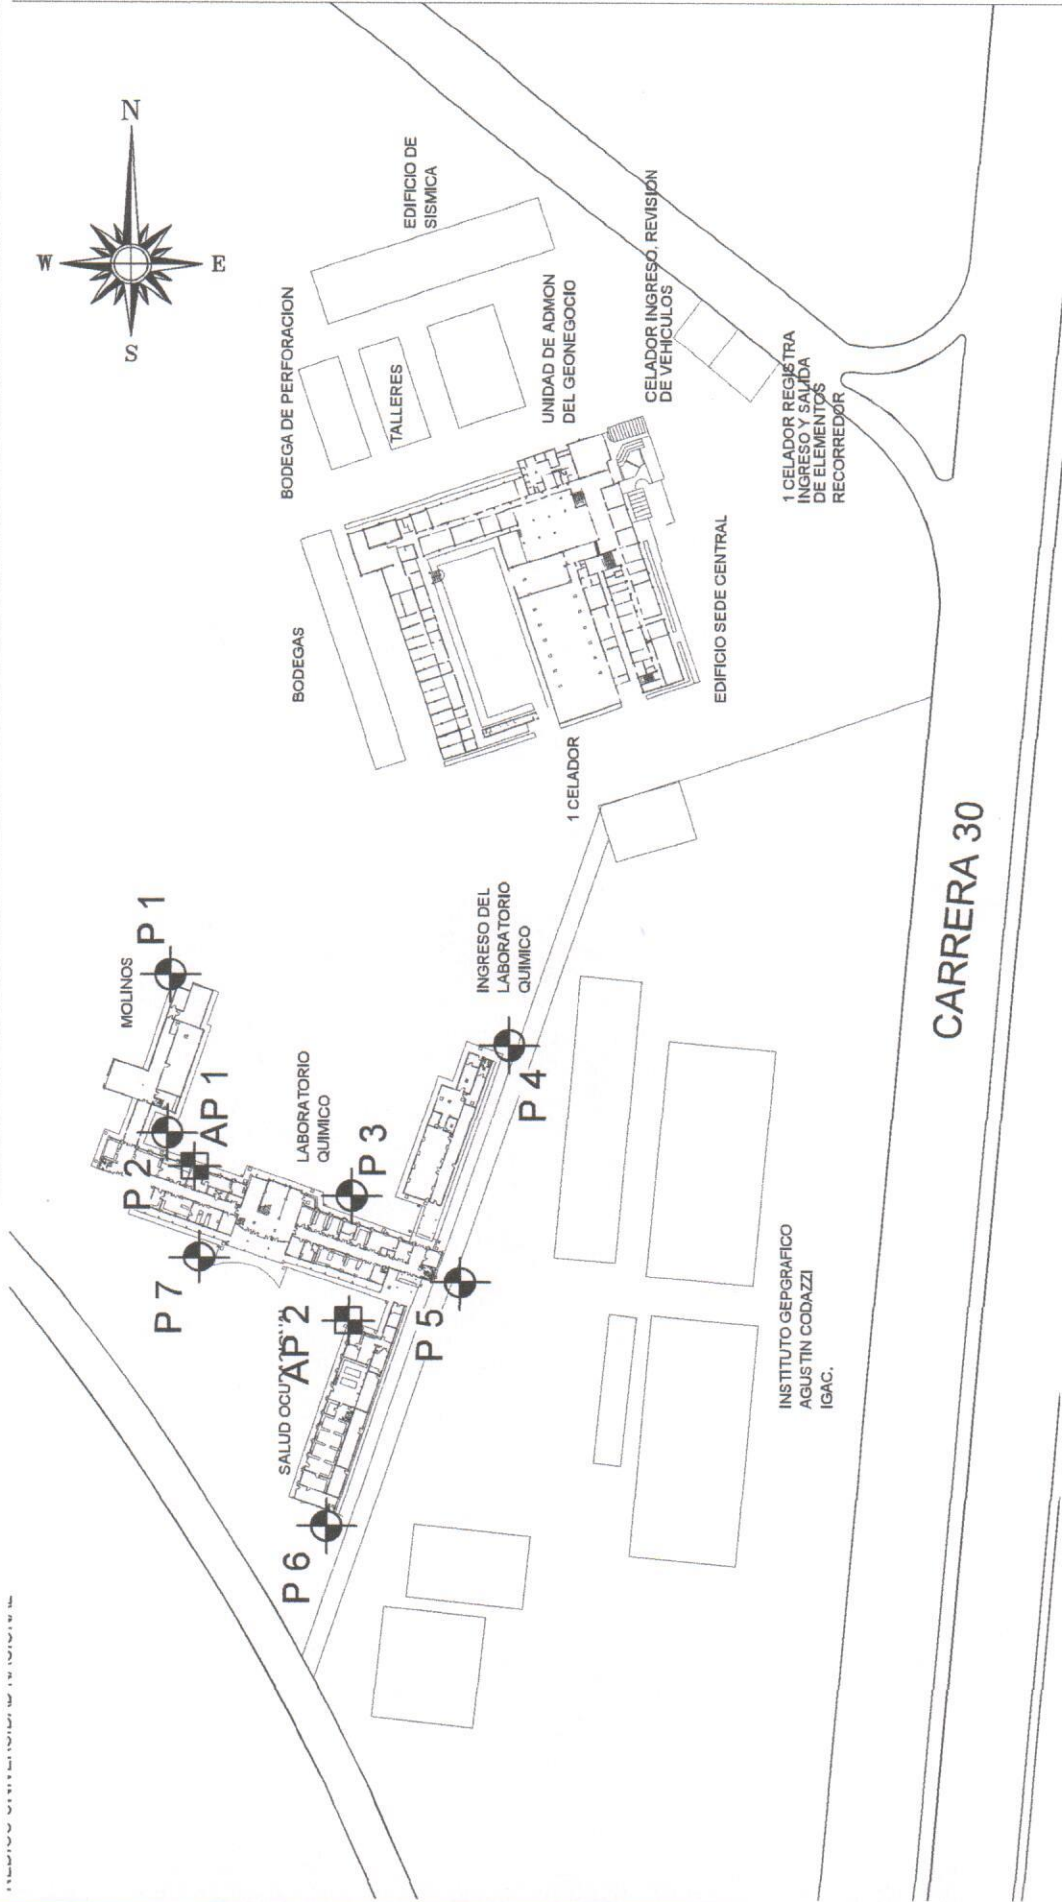 N
W
E
S
EDIFICIO DE
SISMICA
BODEGA DE PERFORACION
TALLERES
UNIDAD DE ADMON
DEL GEONEGOCIO
CELADOR INGRESO, REVISION
DE VEHICULOS
1 CELADOR REGISTRA
INGRESO Y SALIDA
DE ELEMENTOS
RECORREDOR
BODEGAS
EDIFICIO SEDE CENTRAL
1 CELADOR
MOLINOS
P 1
INGRESO DEL
LABORATORIO
QUIMICO
P 4
LABORATORIO
QUIMICO
AP 1
P 2
P 3
P 7
P 5
AP 2
SALUD
P 6
CARRERA 30
INSTITUTO GEPGRAFICO
AGUSTIN CODAZZI
IGAC.